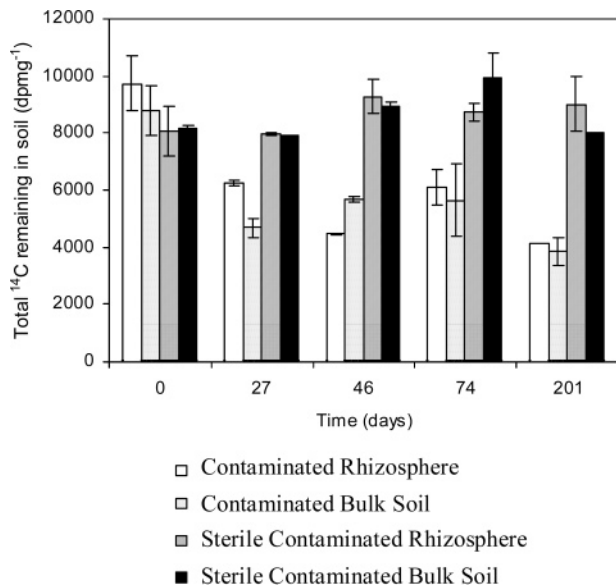 12000
10000
8000
6000
4000
2000
0
Total ¹⁴C remaining in soil (dpmg⁻¹)
0 27 46 74 201
Time (days)
Contaminated Rhizosphere
Contaminated Bulk Soil
Sterile Contaminated Rhizosphere
Sterile Contaminated Bulk Soil